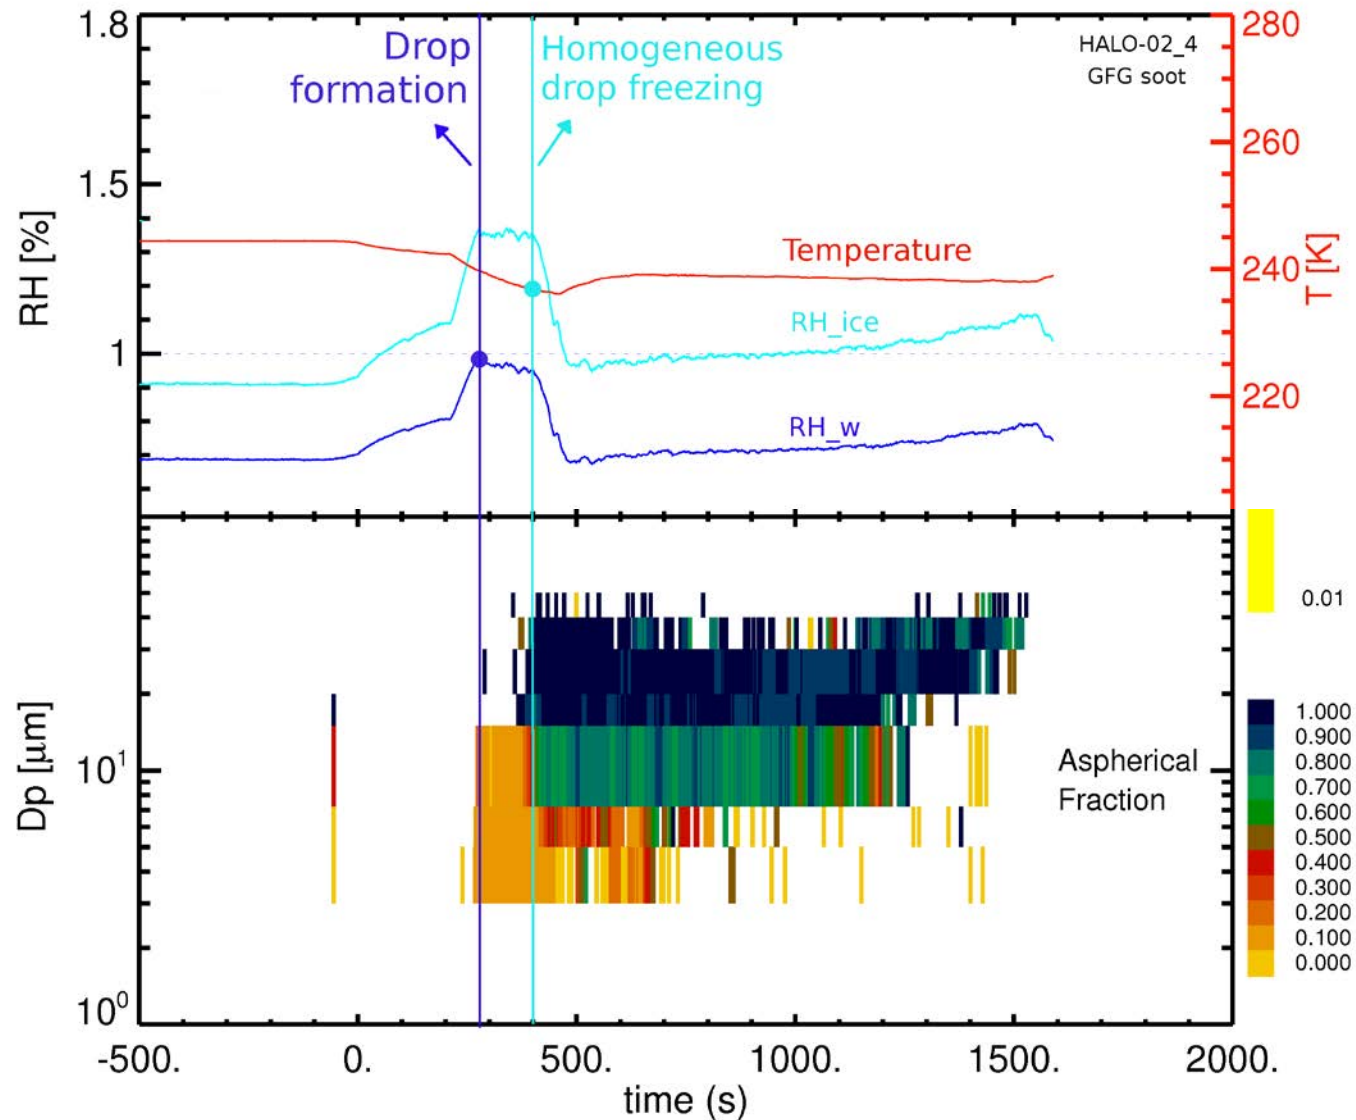 1.8
Drop
formation
Homogeneous
drop freezing
HALO-02_4
GFG soot
280
260
1.5
RH [%]
Temperature
240
T [K]
RH_ice
1
220
RH_w
0.01
Dp [μm]
10¹
Aspherical
Fraction
1.000
0.900
0.800
0.700
0.600
0.500
0.400
0.300
0.200
0.100
0.000
10⁰
-500.
0.
500.
1000.
1500.
2000.
time (s)